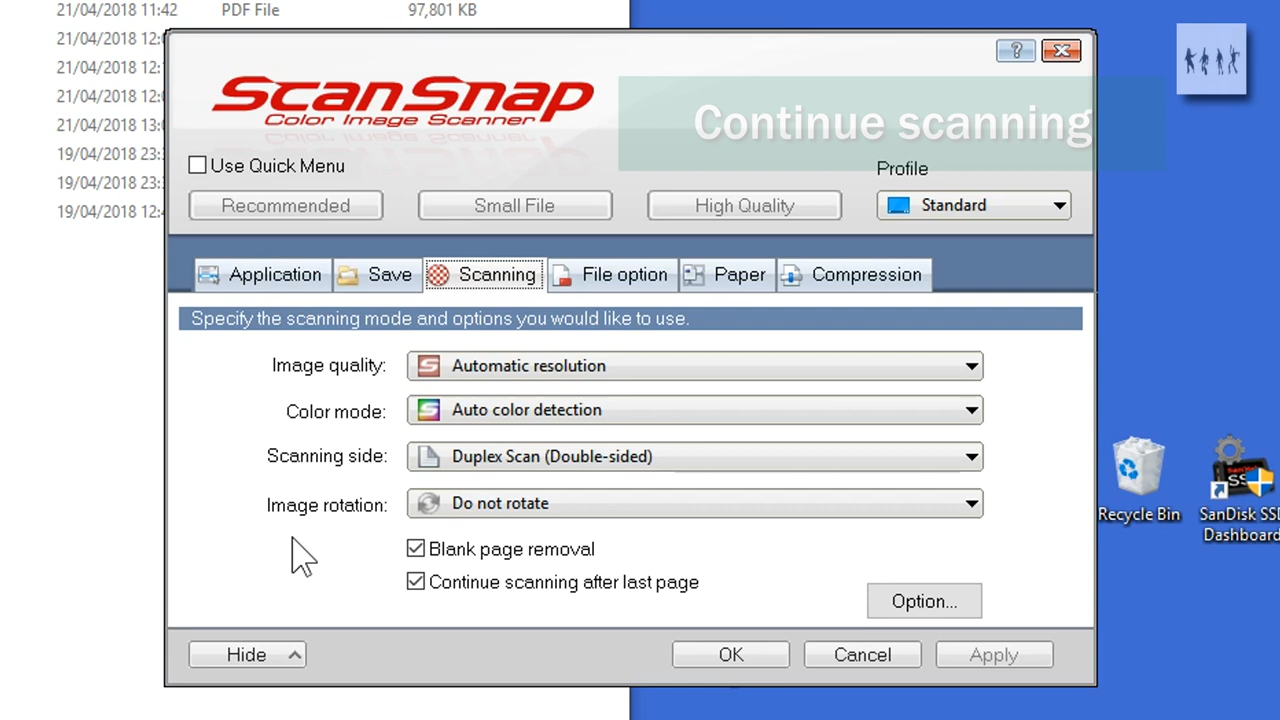 21/04/2018 11:42 PDF File 97,801 KB
21/04/2018 12:
21/04/2018 12:
21/04/2018 12:
21/04/2018 13:
19/04/2018 23:
19/04/2018 23:
19/04/2018 12:
ScanSnap
Color Image Scanner
Continue scanning
Use Quick Menu
Profile
Recommended Small File High Quality Standard
Application Save Scanning File option Paper Compression
Specify the scanning mode and options you would like to use.
Image quality: Automatic resolution
Color mode: Auto color detection
Scanning side: Duplex Scan (Double-sided)
Image rotation: Do not rotate
Blank page removal
Continue scanning after last page
Option...
Hide OK Cancel Apply
Recycle Bin
SanDisk SSD
Dashboard